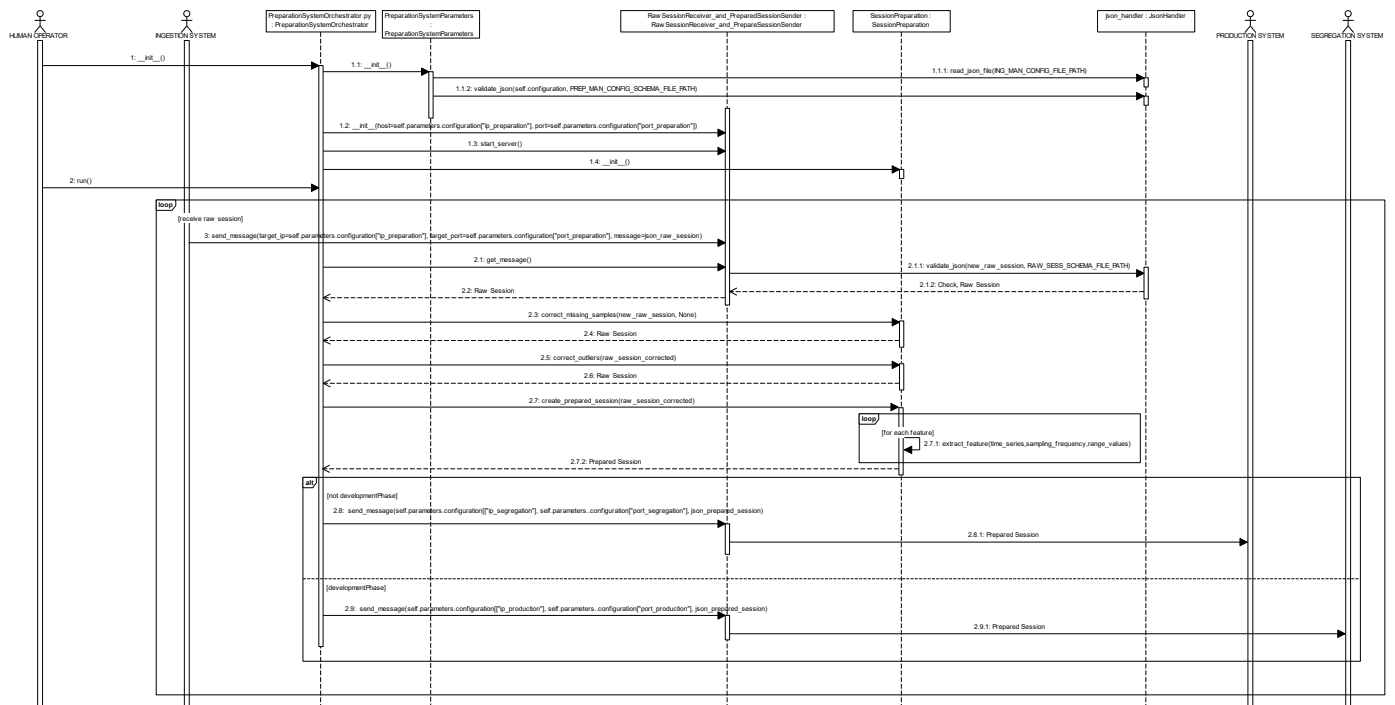 HUMAN OPERATOR
INGESTION SYSTEM
PreparationSystemOrchestrator.py
: PreparationSystemOrchestrator
PreparationSystemParameters
:
PreparationSystemParameters
Raw SessionReceiver_and_PreparedSessionSender :
Raw SessionReceiver_and_PrepareSessionSender
SessionPreparation :
SessionPreparation
json_handler : JsonHandler
PRODUCTION SYSTEM
SEGREGATION SYSTEM
1: __init__()
1.1: __init__()
1.1.1: read_json_file(ING_MAN_CONFIG_FILE_PATH)
1.1.2: validate_json(self.configuration, PREP_MAN_CONFIG_SCHEMA_FILE_PATH)
1.2: __init__(host=self.parameters.configuration["ip_preparation"], port=self.parameters.configuration["port_preparation"])
1.3: start_server()
1.4: __init__()
2: run()
loop
[receive raw session]
3: send_message(target_ip=self.parameters.configuration["ip_preparation"], target_port=self.parameters.configuration["port_preparation"], message=json_raw_session)
2.1: get_message()
2.1.1: validate_json(new_raw_session, RAW_SESS_SCHEMA_FILE_PATH)
2.1.2: Check, Raw Session
2.2: Raw Session
2.3: correct_missing_samples(new_raw_session, None)
2.4: Raw Session
2.5: correct_outliers(raw_session_corrected)
2.6: Raw Session
2.7: create_prepared_session(raw_session_corrected)
loop
[for each feature]
2.7.1: extract_feature(time_series,sampling_frequency,range_values)
2.7.2: Prepared Session
alt
[not developmentPhase]
2.8: send_message(self.parameters.configuration[["ip_segregation"], self.parameters..configuration["port_segregation"], json_prepared_session)
2.8.1: Prepared Session
[developmentPhase]
2.9: send_message(self.parameters.configuration[["ip_production"], self.parameters..configuration["port_production"], json_prepared_session)
2.9.1: Prepared Session